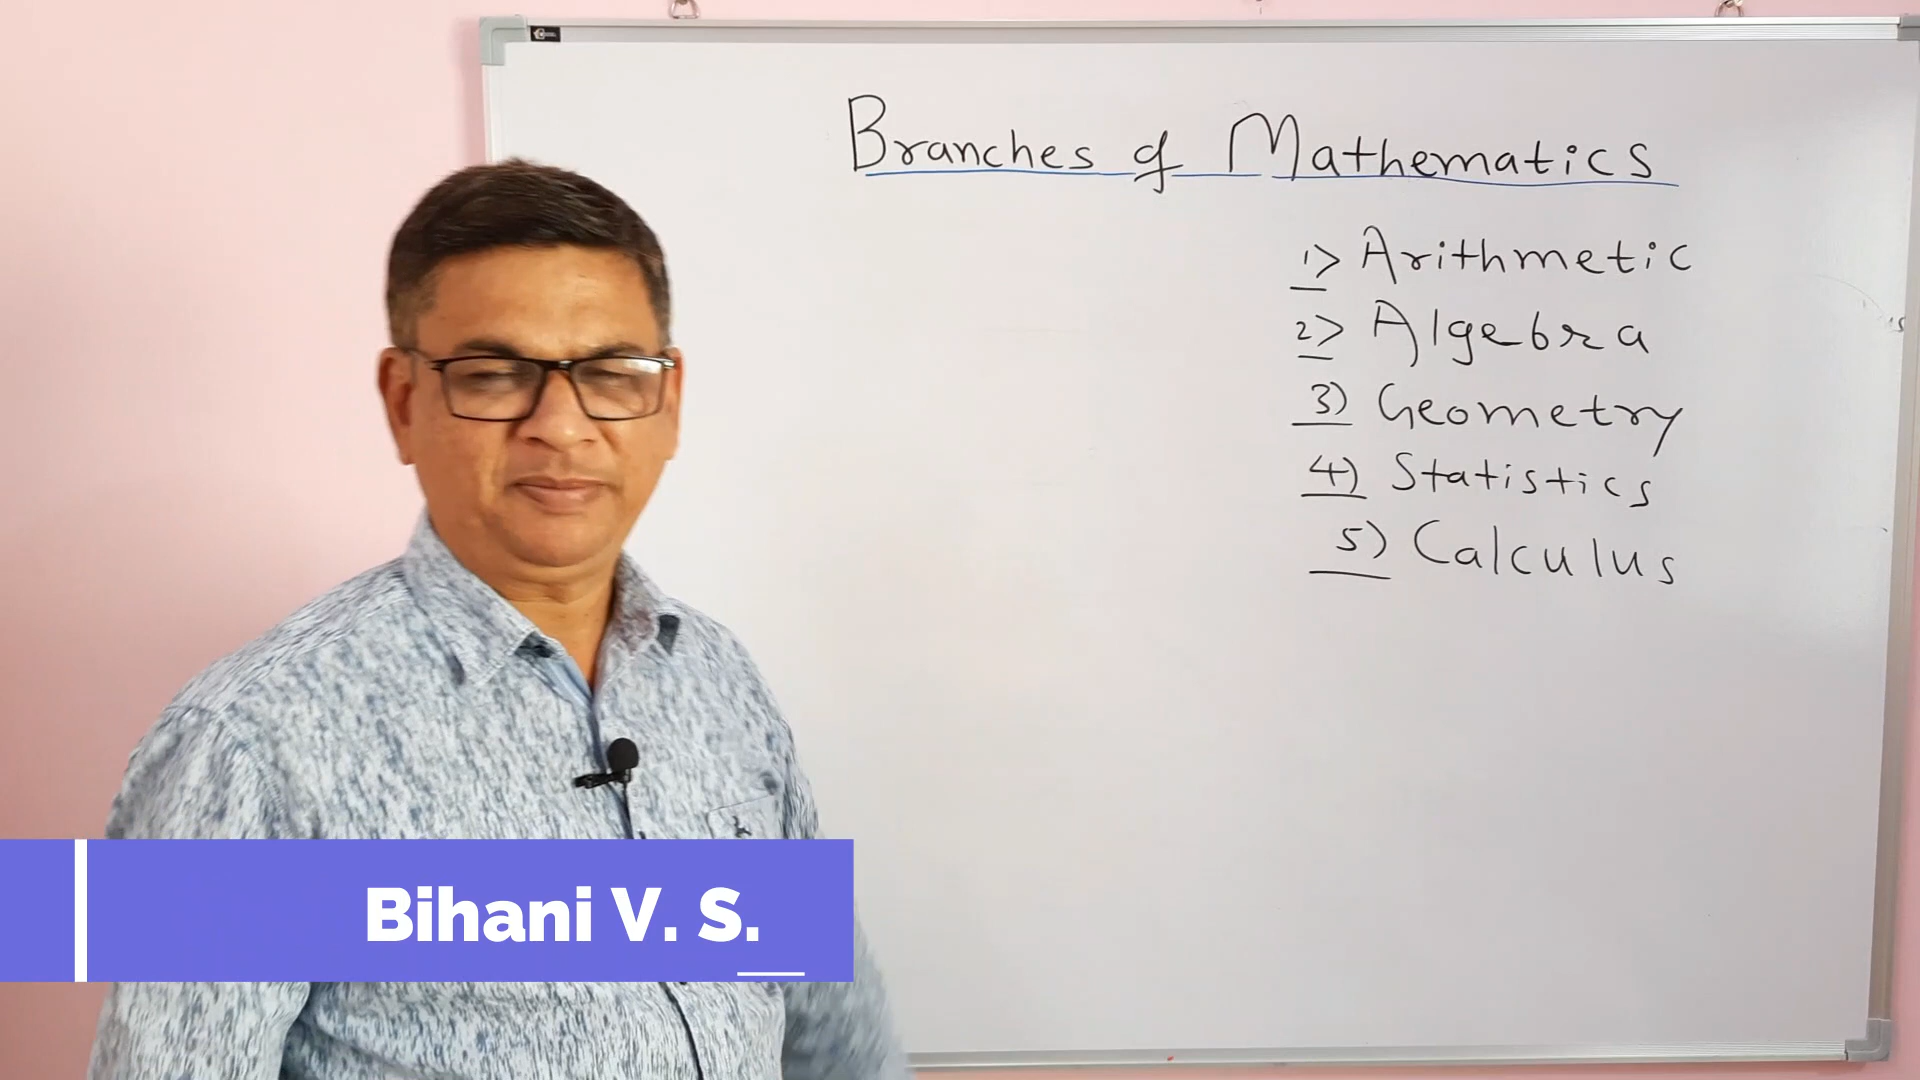 Branches of Mathematics
1) Arithmetic
2) Algebra
3) Geometry
4) Statistics
5) Calculus
Bihani V. S.